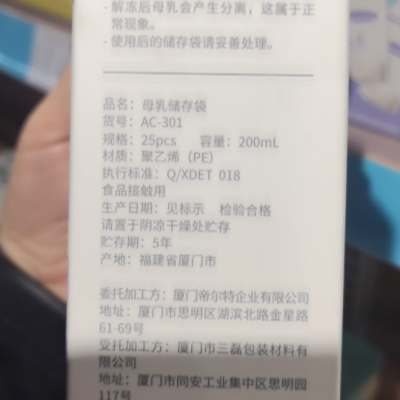 - 解冻后母乳会产生分离，这属于正
常现象。
- 使用后的储存袋请妥善处理。
品名：母乳储存袋
货号：AC-301
规格：25pcs 容量：200mL
材质：聚乙烯（PE）
执行标准：Q/XDET 018
食品接触用
生产日期：见标示 检验合格
请置于阴凉干燥处贮存
贮存期：5年
产地：福建省厦门市
委托加工方：厦门帝尔特企业有限公司
地址：厦门市思明区湖滨北路金星路
61-69号
受托加工方：厦门市三磊包装材料有
限公司
地址：厦门市同安工业集中区思明园
117号